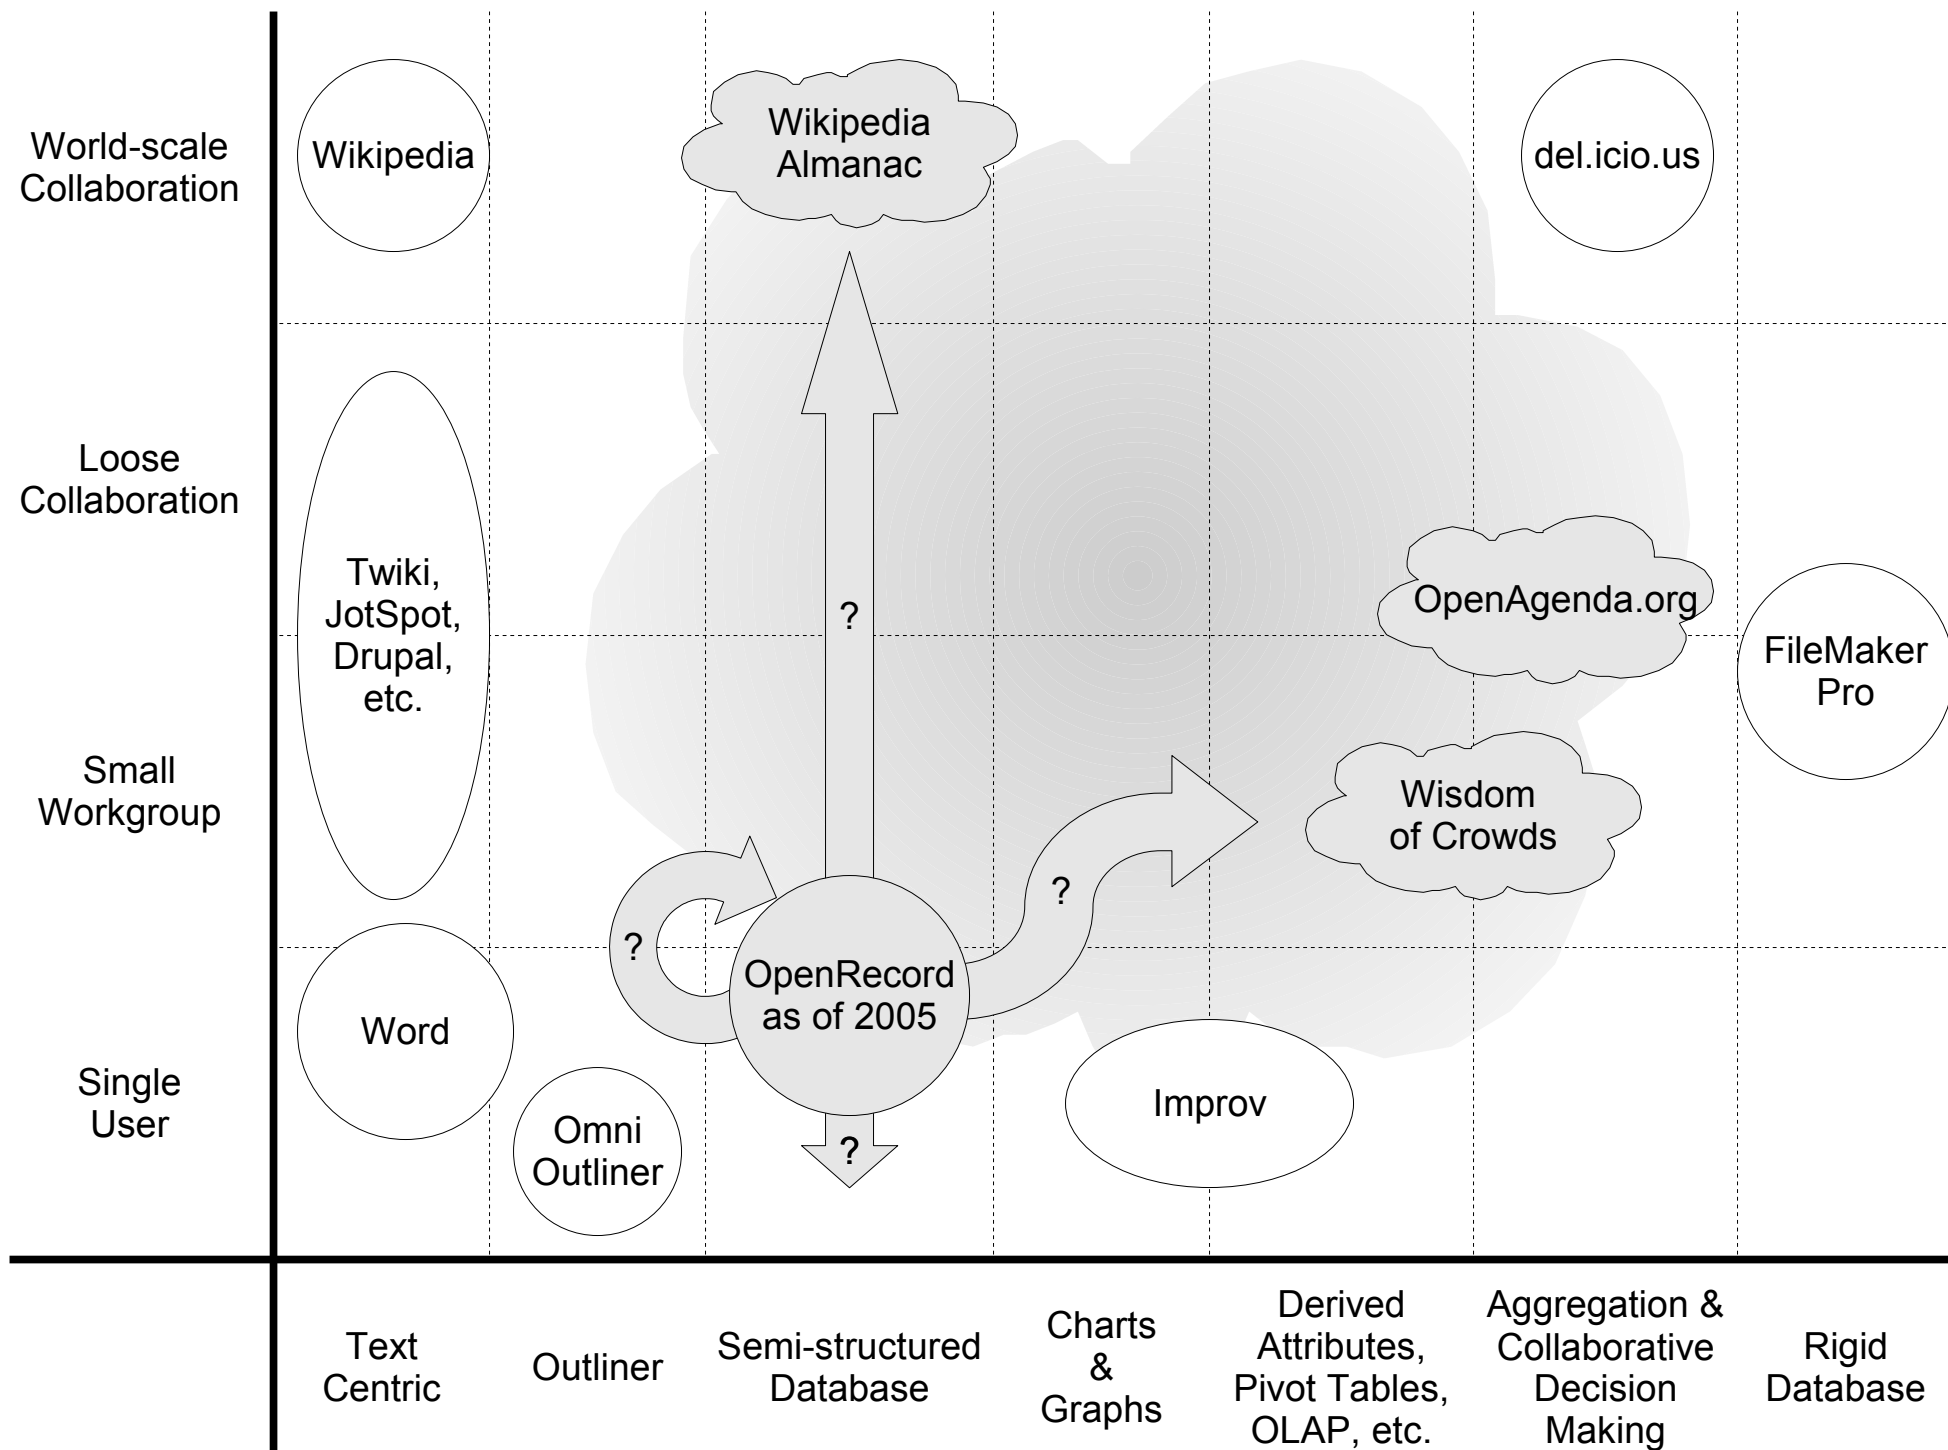 World-scale
Collaboration
Wikipedia
Wikipedia
Almanac
del.icio.us
Loose
Collaboration
Twiki,
JotSpot,
Drupal,
etc.
?
OpenAgenda.org
FileMaker
Pro
Small
Workgroup
Wisdom
of Crowds
?
?
OpenRecord
as of 2005
Word
Single
User
Omni
Outliner
?
Improv
Text
Centric
Outliner
Semi-structured
Database
Charts
&
Graphs
Derived
Attributes,
Pivot Tables,
OLAP, etc.
Aggregation &
Collaborative
Decision
Making
Rigid
Database